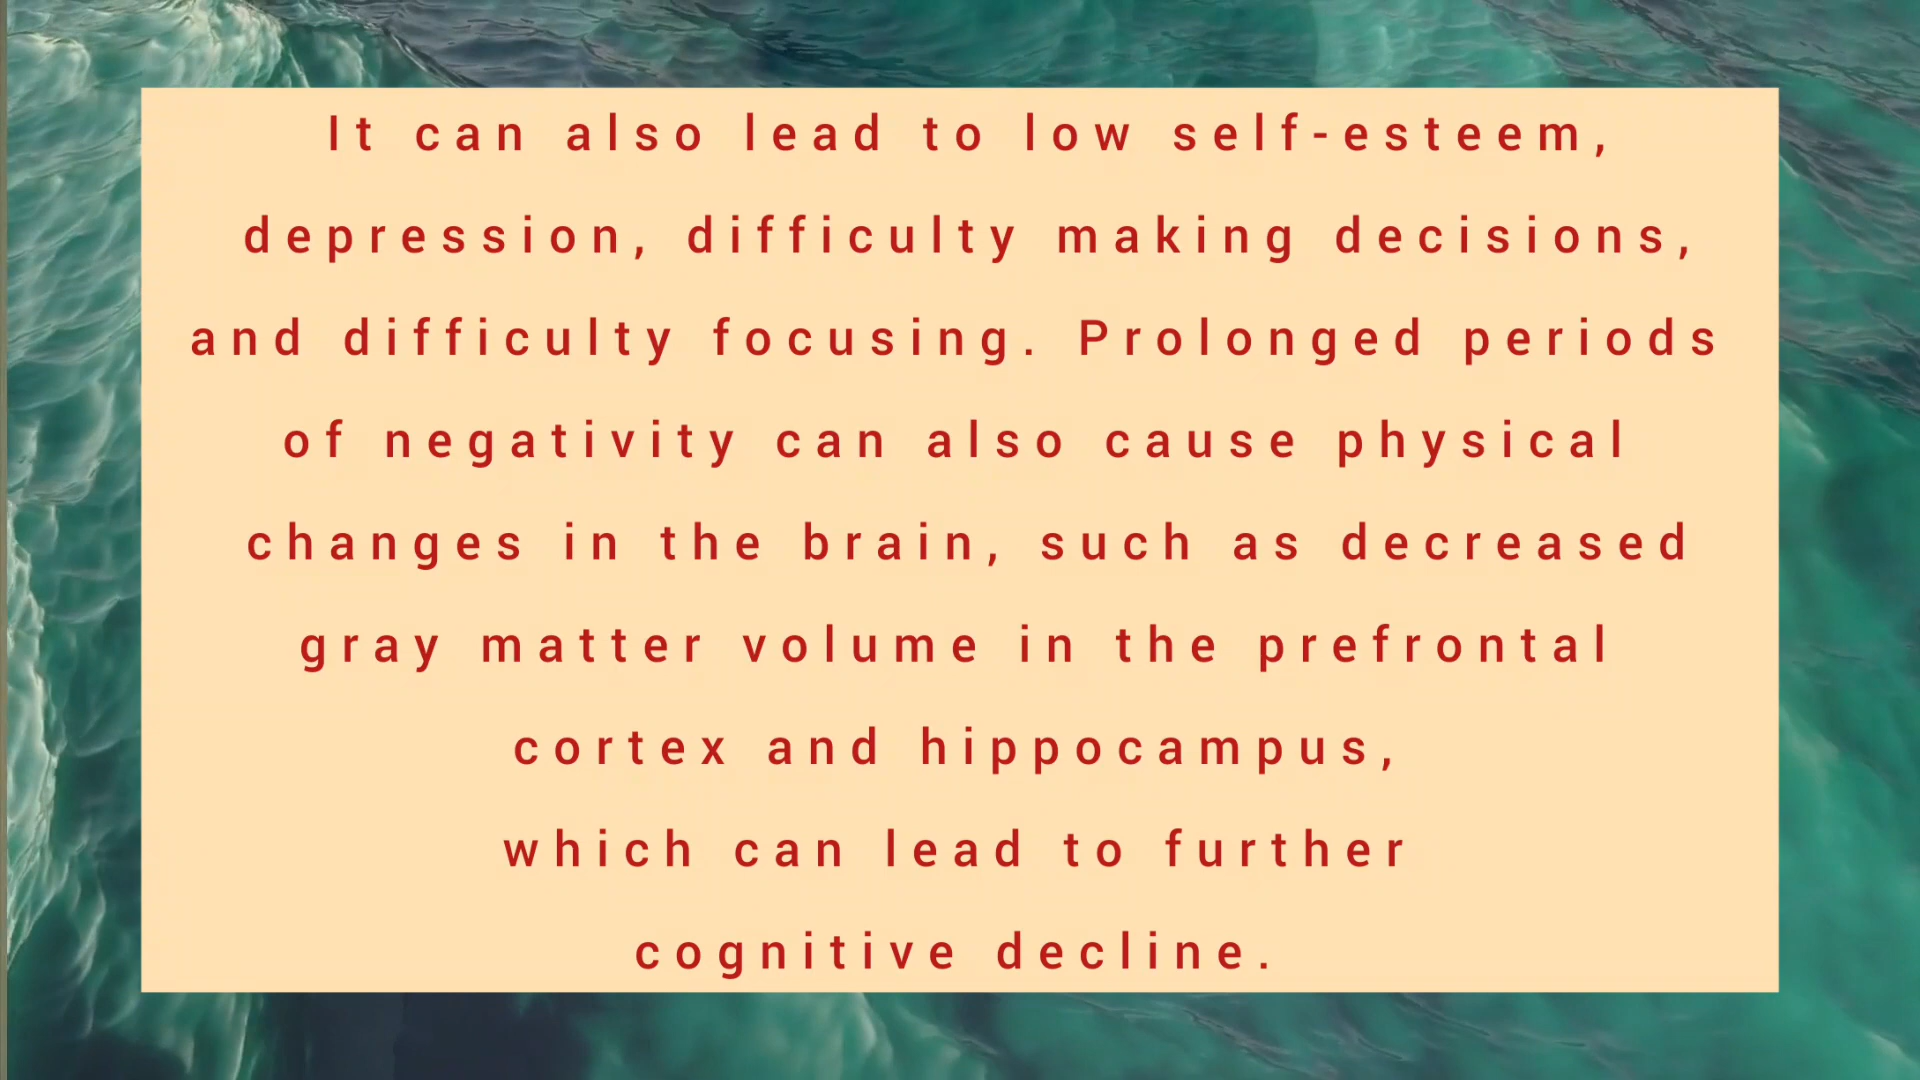 It can also lead to low self-esteem,
depression, difficulty making decisions,
and difficulty focusing. Prolonged periods
of negativity can also cause physical
changes in the brain, such as decreased
gray matter volume in the prefrontal
cortex and hippocampus,
which can lead to further
cognitive decline.